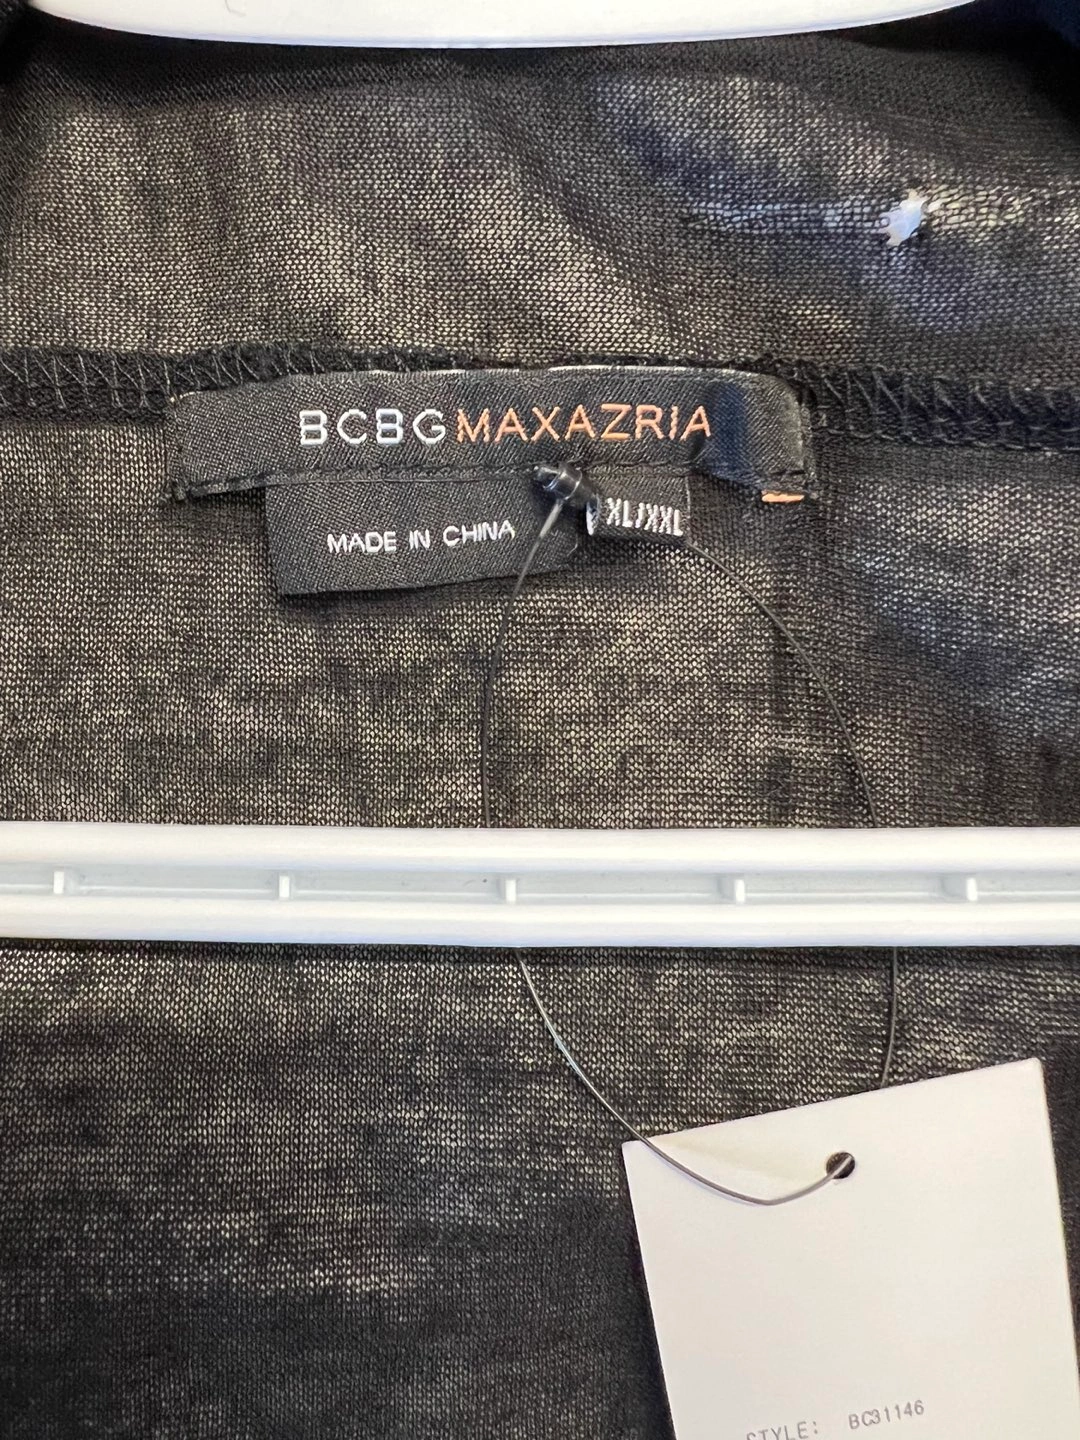 BCBGMAXAZRIA
MADE IN CHINA
XL/XXL
STYLE: BC31146